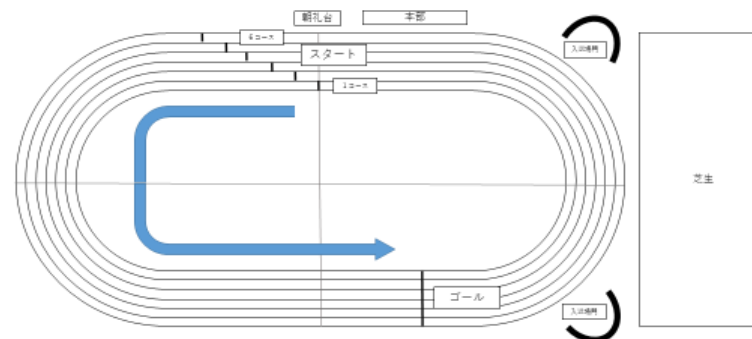 朝礼台
本部
6コース
スタート
入退場門
1コース
芝生
ゴール
入退場門